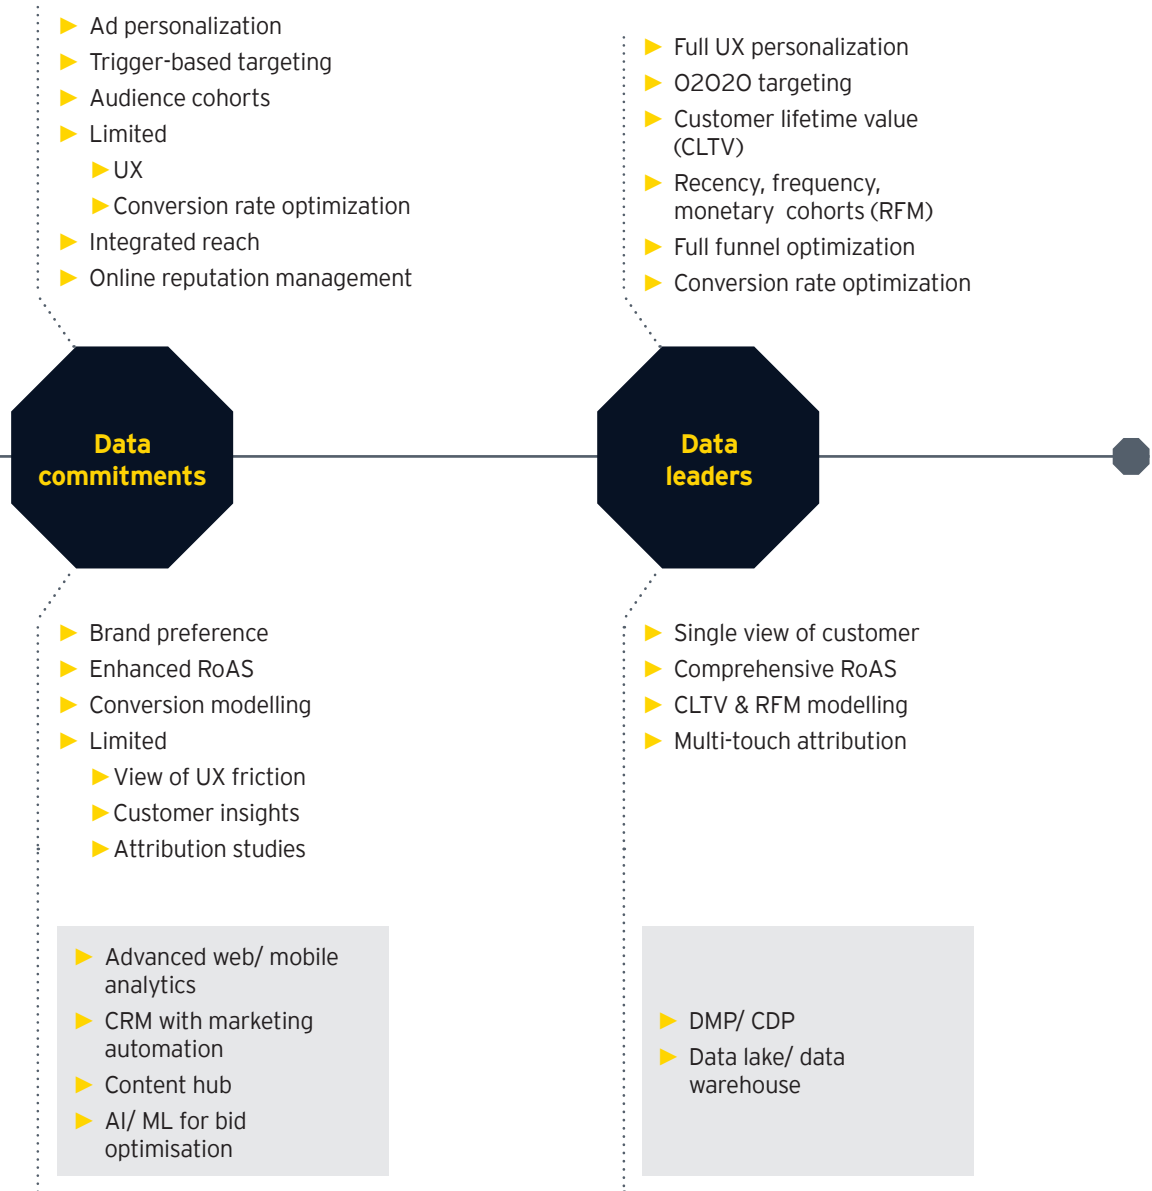 Ad personalization
Trigger-based targeting
Audience cohorts
Limited
UX
Conversion rate optimization
Integrated reach
Online reputation management
Full UX personalization
O2O2O targeting
Customer lifetime value
(CLTV)
Recency, frequency,
monetary cohorts (RFM)
Full funnel optimization
Conversion rate optimization
Data
commitments
Data
leaders
Brand preference
Enhanced RoAS
Conversion modelling
Limited
View of UX friction
Customer insights
Attribution studies
Single view of customer
Comprehensive RoAS
CLTV & RFM modelling
Multi-touch attribution
Advanced web/ mobile
analytics
CRM with marketing
automation
Content hub
AI/ ML for bid
optimisation
DMP/ CDP
Data lake/ data
warehouse